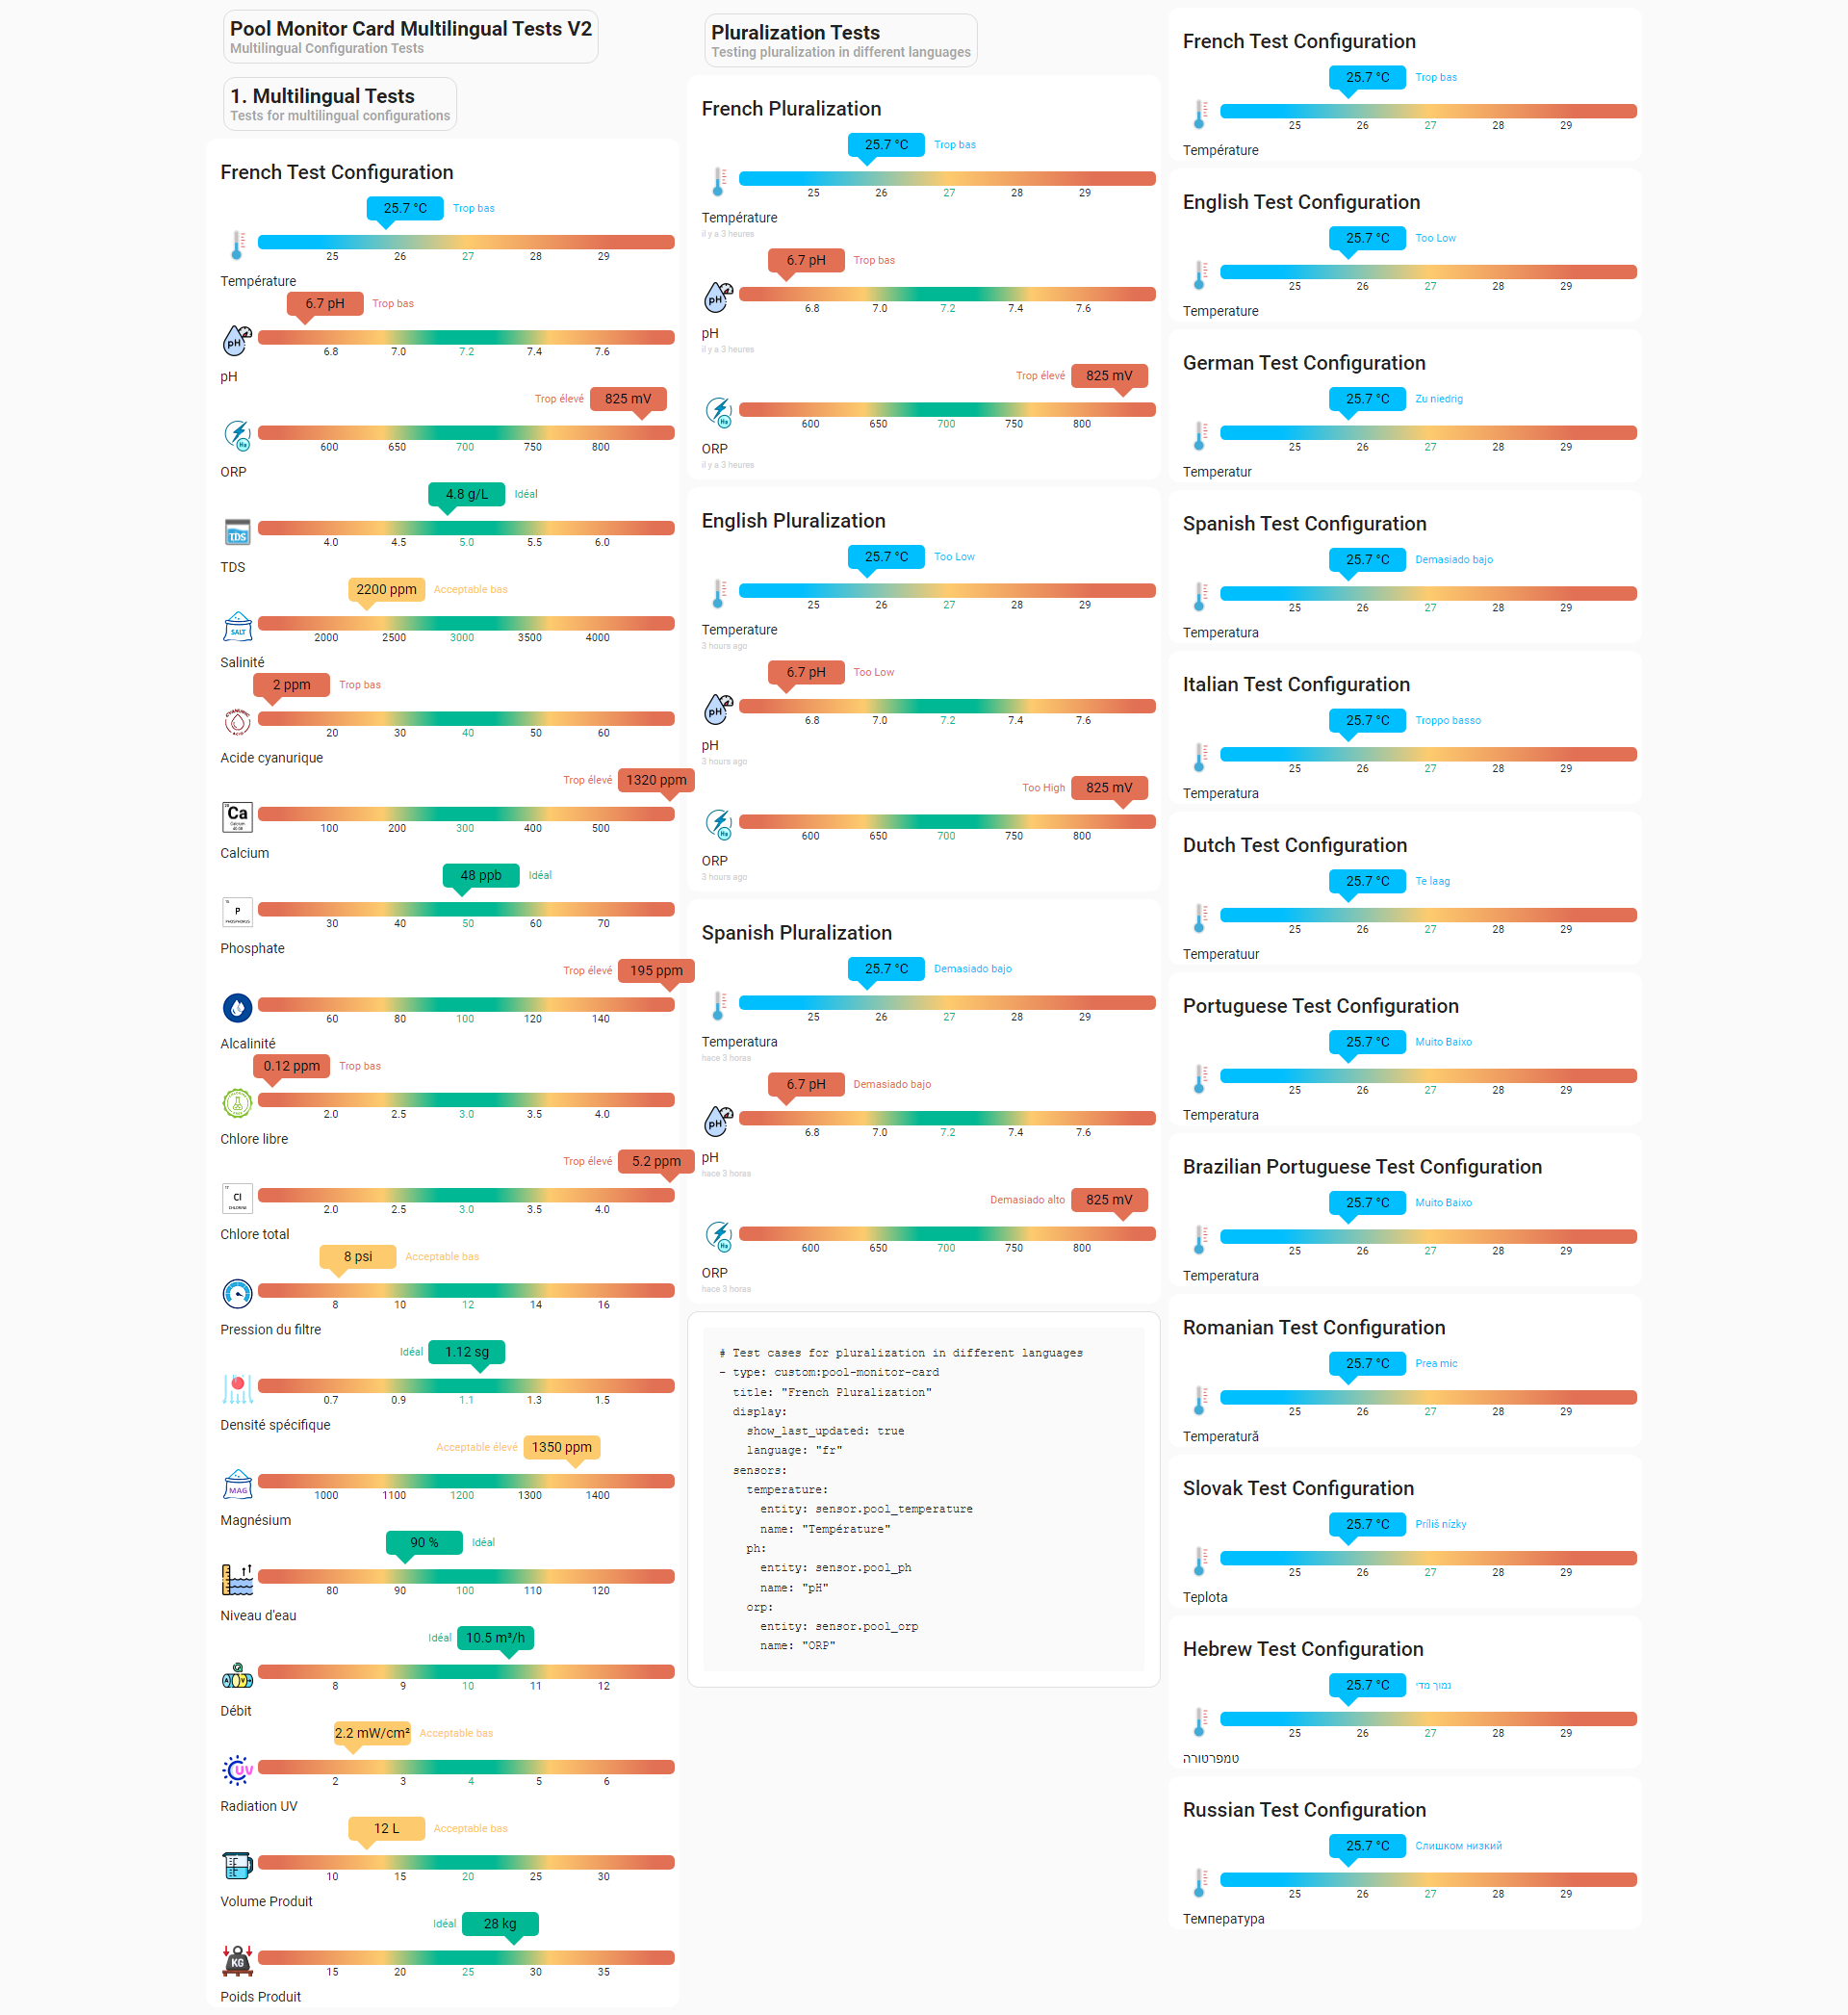 Pool Monitor Card Multilingual Tests V2
Multilingual Configuration Tests
1. Multilingual Tests
Tests for multilingual configurations
French Test Configuration
25.7 °C Trop bas
25 26 27 28 29
Température
6.7 pH Trop bas
pH
6.8 7.0 7.2 7.4 7.6
pH
Trop élevé 825 mV
600 650 700 750 800
ORP
4.8 g/L Idéal
TDS
4.0 4.5 5.0 5.5 6.0
TDS
2200 ppm Acceptable bas
SALT
2000 2500 3000 3500 4000
Salinité
2 ppm Trop bas
20 30 40 50 60
Acide cyanurique
Trop élevé 1320 ppm
Ca
Calcium
100 200 300 400 500
Calcium
48 ppb Idéal
P
30 40 50 60 70
Phosphate
Trop élevé 195 ppm
60 80 100 120 140
Alcalinité
0.12 ppm Trop bas
2.0 2.5 3.0 3.5 4.0
Chlore libre
Trop élevé 5.2 ppm
Cl
2.0 2.5 3.0 3.5 4.0
Chlore total
8 psi Acceptable bas
8 10 12 14 16
Pression du filtre
Idéal 1.12 sg
0.7 0.9 1.1 1.3 1.5
Densité spécifique
Acceptable élevé 1350 ppm
MAG
1000 1100 1200 1300 1400
Magnésium
90 % Idéal
80 90 100 110 120
Niveau d'eau
Idéal 10.5 m³/h
8 9 10 11 12
Débit
2.2 mW/cm² Acceptable bas
UV
2 3 4 5 6
Radiation UV
12 L Acceptable bas
10 15 20 25 30
Volume Produit
Idéal 28 kg
KG
15 20 25 30 35
Poids Produit
Pluralization Tests
Testing pluralization in different languages
French Pluralization
25.7 °C Trop bas
25 26 27 28 29
Température
il y a 3 heures
6.7 pH Trop bas
pH
6.8 7.0 7.2 7.4 7.6
pH
il y a 3 heures
Trop élevé 825 mV
600 650 700 750 800
ORP
il y a 3 heures
English Pluralization
25.7 °C Too Low
25 26 27 28 29
Temperature
3 hours ago
6.7 pH Too Low
pH
6.8 7.0 7.2 7.4 7.6
pH
3 hours ago
Too High 825 mV
600 650 700 750 800
ORP
3 hours ago
Spanish Pluralization
25.7 °C Demasiado bajo
25 26 27 28 29
Temperatura
hace 3 horas
6.7 pH Demasiado bajo
pH
6.8 7.0 7.2 7.4 7.6
pH
hace 3 horas
Demasiado alto 825 mV
600 650 700 750 800
ORP
hace 3 horas
# Test cases for pluralization in different languages
- type: custom:pool-monitor-card
title: "French Pluralization"
display:
show_last_updated: true
language: "fr"
sensors:
temperature:
entity: sensor.pool_temperature
name: "Température"
ph:
entity: sensor.pool_ph
name: "pH"
orp:
entity: sensor.pool_orp
name: "ORP"
French Test Configuration
25.7 °C Trop bas
25 26 27 28 29
Température
English Test Configuration
25.7 °C Too Low
25 26 27 28 29
Temperature
German Test Configuration
25.7 °C Zu niedrig
25 26 27 28 29
Temperatur
Spanish Test Configuration
25.7 °C Demasiado bajo
25 26 27 28 29
Temperatura
Italian Test Configuration
25.7 °C Troppo basso
25 26 27 28 29
Temperatura
Dutch Test Configuration
25.7 °C Te laag
25 26 27 28 29
Temperatuur
Portuguese Test Configuration
25.7 °C Muito Baixo
25 26 27 28 29
Temperatura
Brazilian Portuguese Test Configuration
25.7 °C Muito Baixo
25 26 27 28 29
Temperatura
Romanian Test Configuration
25.7 °C Prea mic
25 26 27 28 29
Temperatură
Slovak Test Configuration
25.7 °C Príliš nízky
25 26 27 28 29
Teplota
Hebrew Test Configuration
25.7 °C נמוך מדי
25 26 27 28 29
טמפרטורה
Russian Test Configuration
25.7 °C Слишком низкий
25 26 27 28 29
Температура